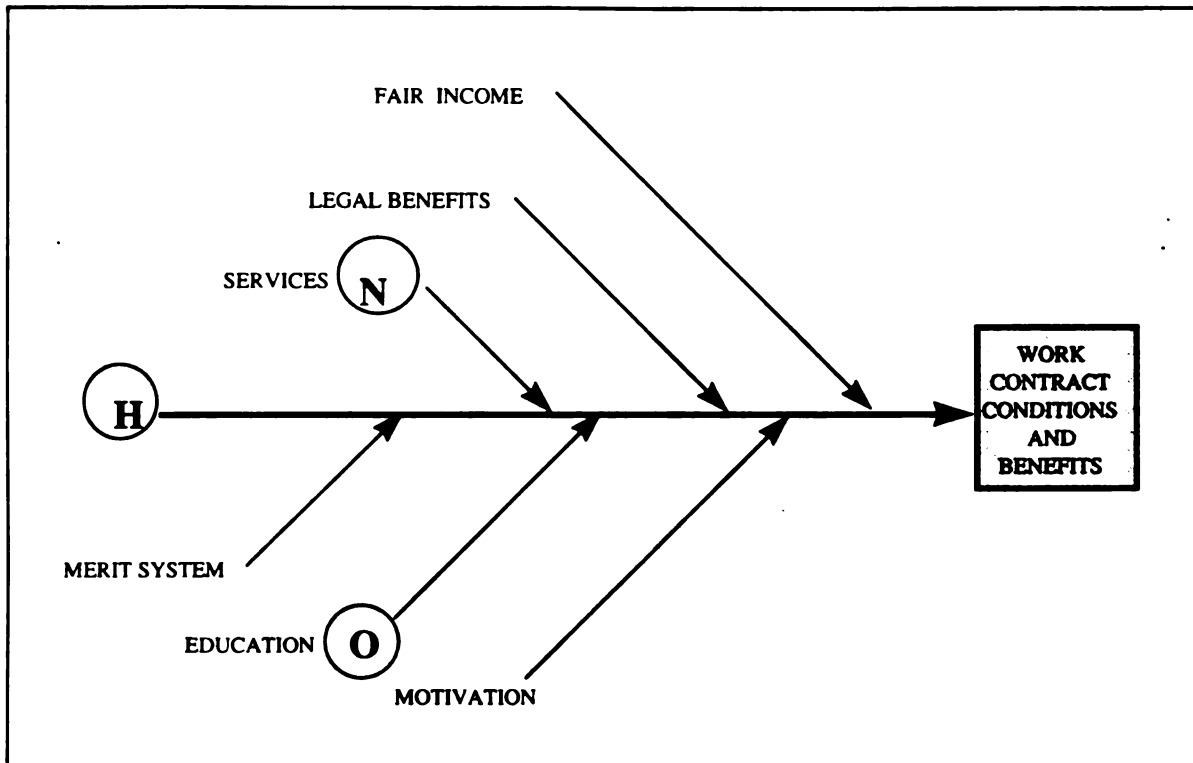 FAIR INCOME
LEGAL BENEFITS
SERVICES
N
H
WORK
CONTRACT
CONDITIONS
AND
BENEFITS
MERIT SYSTEM
EDUCATION
O
MOTIVATION